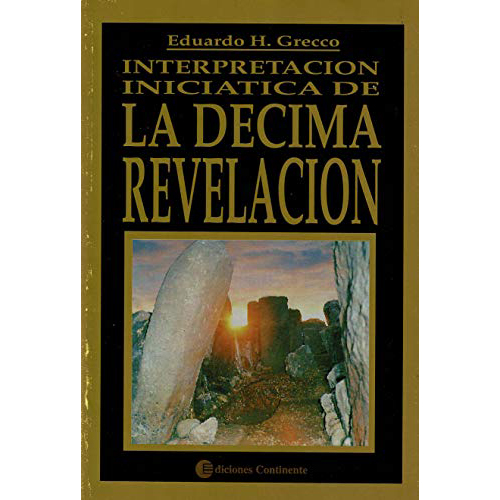 Eduardo H. Grecco
INTERPRETACION
INICIATICA DE
LA DECIMA
REVELACION
Ediciones Continente